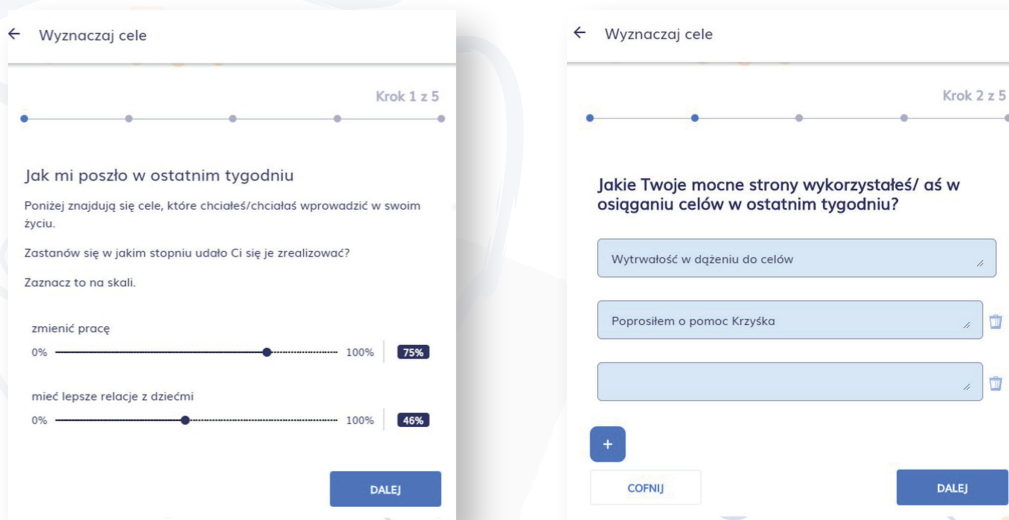 Wyznaczaj cele
Krok 1 z 5
Jak mi poszło w ostatnim tygodniu
Poniżej znajdują się cele, które chciałeś/chciałaś wprowadzić w swoim
życiu.
Zastanów się w jakim stopniu udało Ci się je zrealizować?
Zaznacz to na skali.
zmienić pracę
0% 100% 75%
mieć lepsze relacje z dziećmi
0% 100% 46%
DALEJ
Wyznaczaj cele
Krok 2 z 5
Jakie Twoje mocne strony wykorzystałeś/ aś w
osiąganiu celów w ostatnim tygodniu?
Wytrwałość w dążeniu do celów
Poprosiłem o pomoc Krzyśka
+
COFNIJ DALEJ